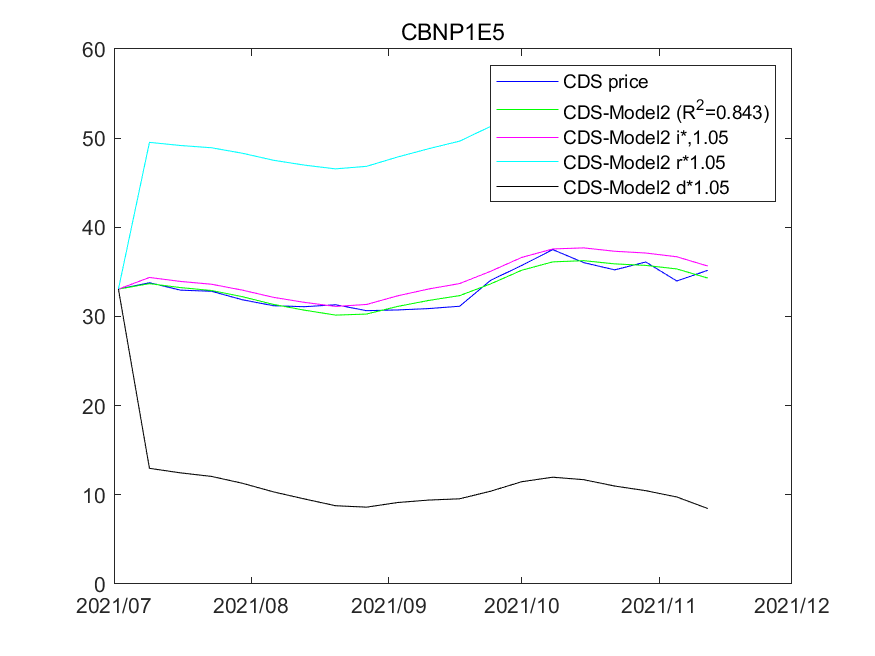 CBNP1E5
60
50
40
30
20
10
0
CDS price
CDS-Model2 (R²=0.843)
CDS-Model2 i*,1.05
CDS-Model2 r*1.05
CDS-Model2 d*1.05
2021/07 2021/08 2021/09 2021/10 2021/11 2021/12